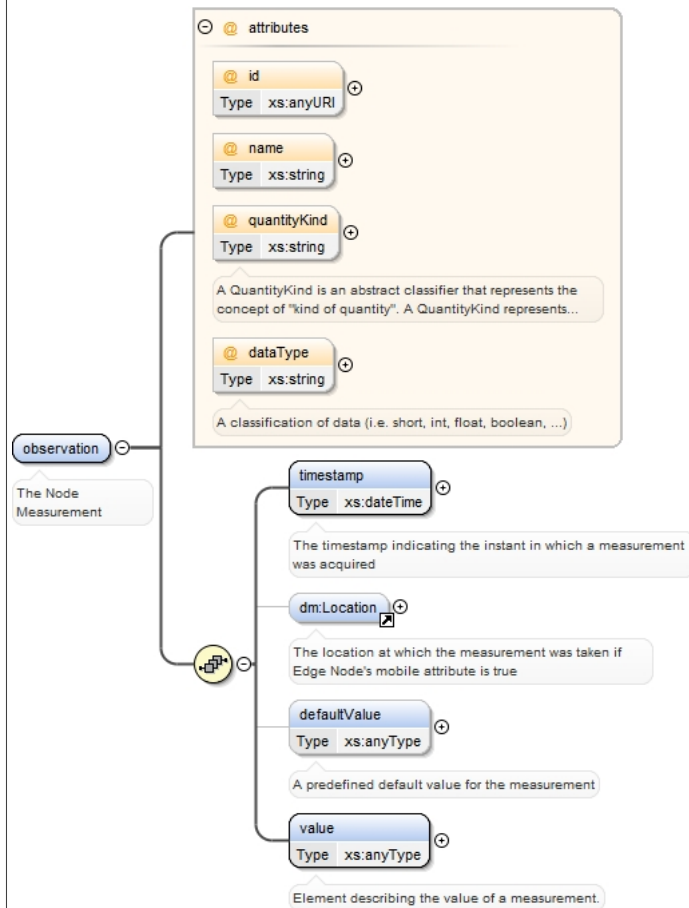 @ attributes
@ id
Type xs:anyURI
@ name
Type xs:string
@ quantityKind
Type xs:string
A QuantityKind is an abstract classifier that represents the
concept of "kind of quantity". A QuantityKind represents...
@ dataType
Type xs:string
A classification of data (i.e. short, int, float, boolean, ...)
observation
The Node
Measurement
timestamp
Type xs:dateTime
The timestamp indicating the instant in which a measurement
was acquired
dm:Location
The location at which the measurement was taken if
Edge Node's mobile attribute is true
defaultValue
Type xs:anyType
A predefined default value for the measurement
value
Type xs:anyType
Element describing the value of a measurement.